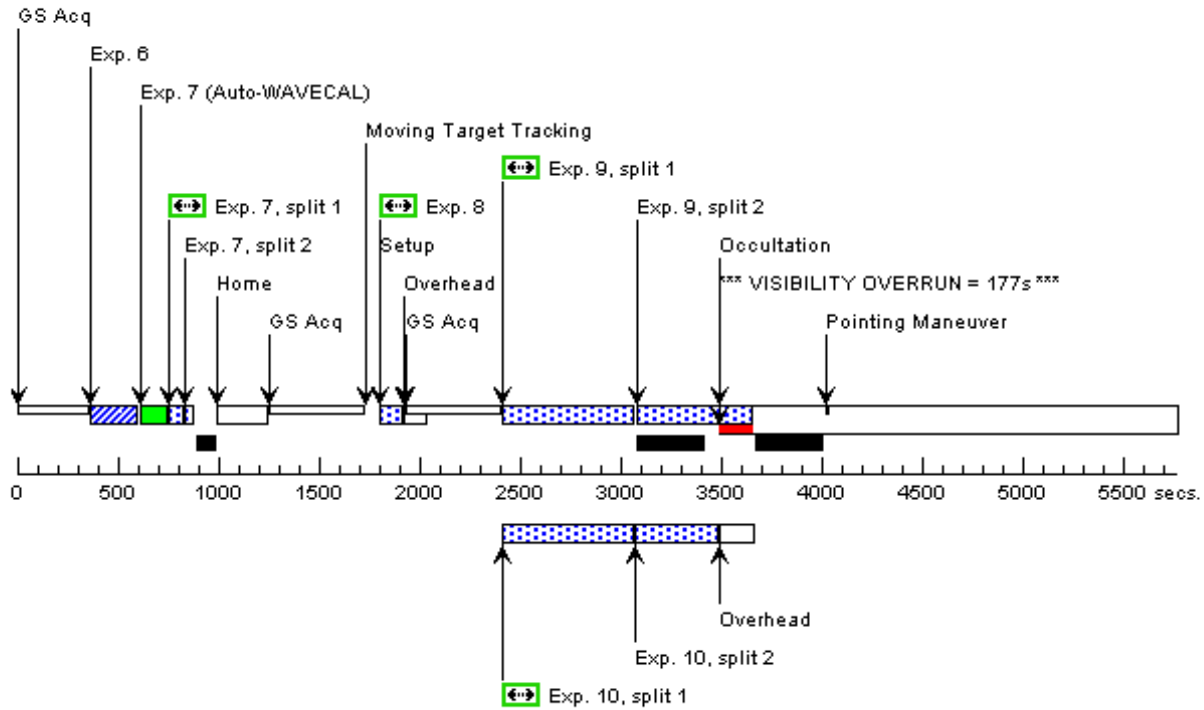 GS Acq
Exp. 6
Exp. 7 (Auto-WAVECAL)
Moving Target Tracking
Exp. 9, split 1
Exp. 7, split 1
Exp. 8
Exp. 9, split 2
Exp. 7, split 2
Setup
Occultation
Home
Overhead
*** VISIBILITY OVERRUN = 177s ***
GS Acq
GS Acq
Pointing Maneuver
0 500 1000 1500 2000 2500 3000 3500 4000 4500 5000 5500 secs.
Overhead
Exp. 10, split 2
Exp. 10, split 1